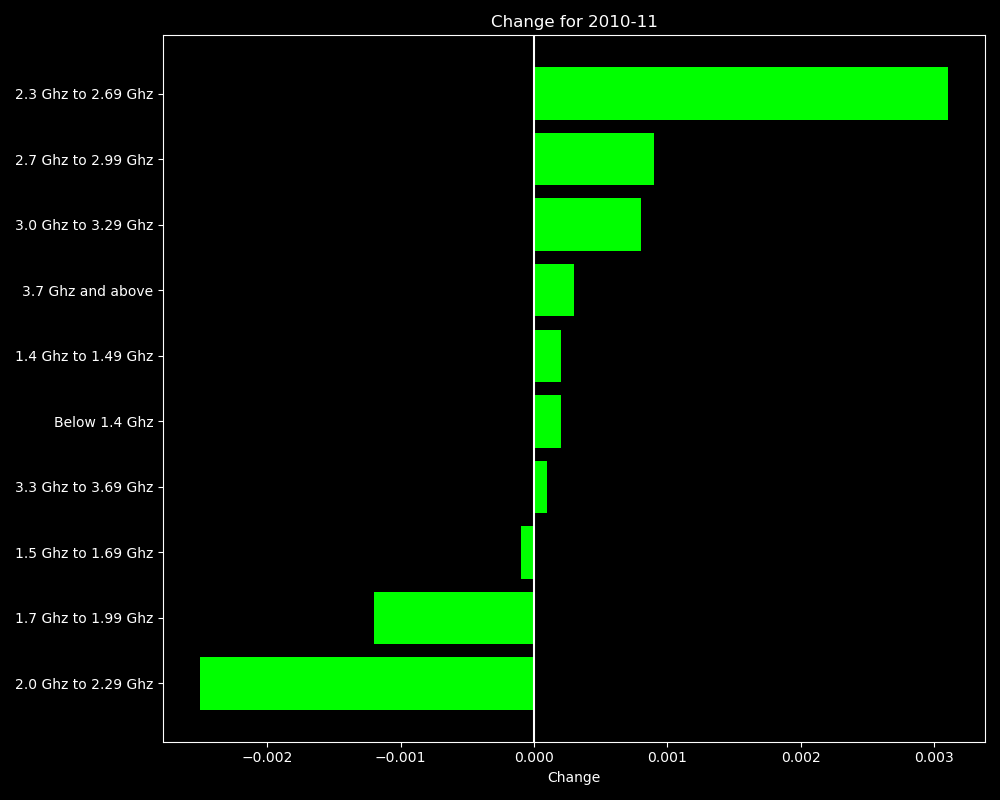 Change for 2010-11
2.3 Ghz to 2.69 Ghz
2.7 Ghz to 2.99 Ghz
3.0 Ghz to 3.29 Ghz
3.7 Ghz and above
1.4 Ghz to 1.49 Ghz
Below 1.4 Ghz
3.3 Ghz to 3.69 Ghz
1.5 Ghz to 1.69 Ghz
1.7 Ghz to 1.99 Ghz
2.0 Ghz to 2.29 Ghz
−0.002 −0.001 0.000 0.001 0.002 0.003
Change